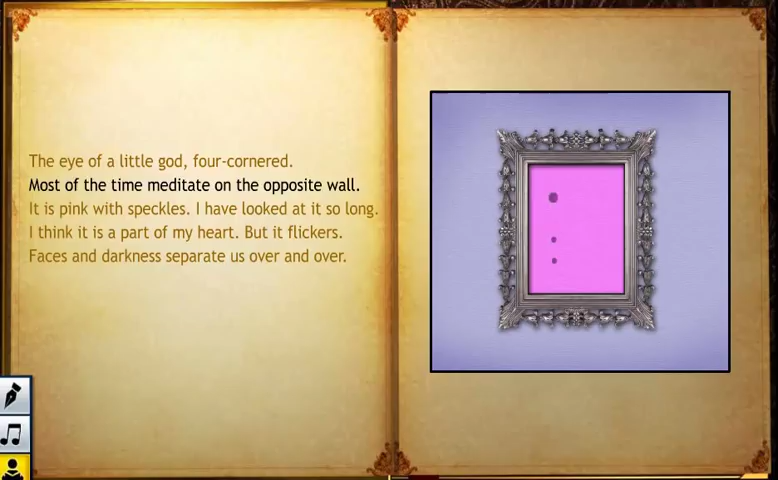 The eye of a little god, four-cornered.
Most of the time meditate on the opposite wall.
It is pink with speckles. I have looked at it so long.
I think it is a part of my heart. But it flickers.
Faces and darkness separate us over and over.